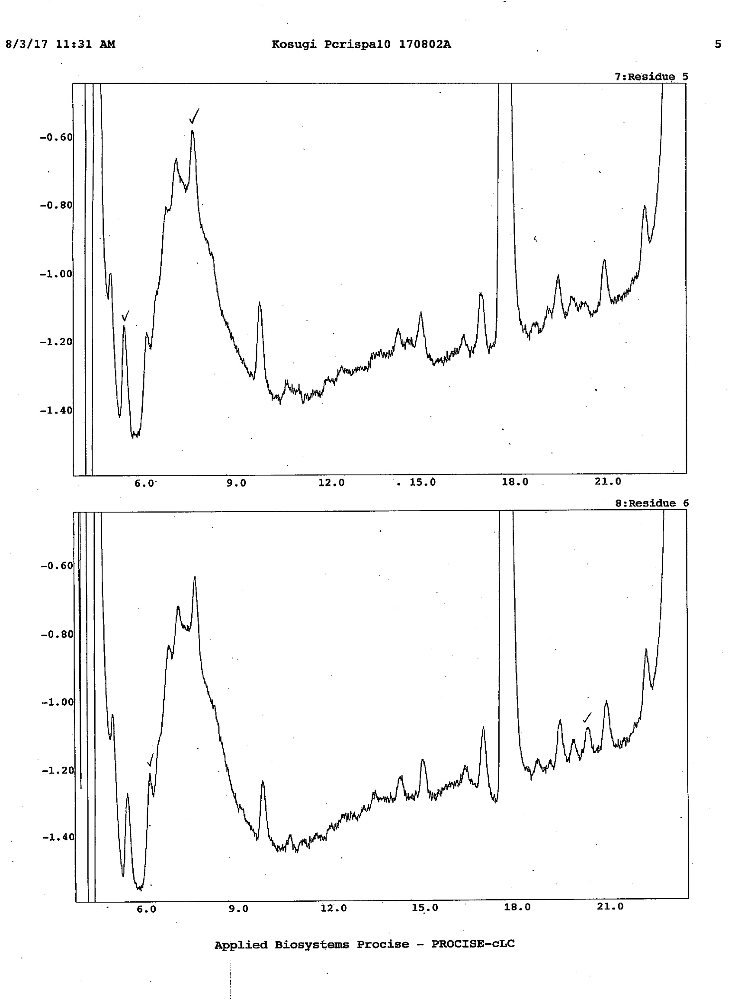 8/3/17 11:31 AM Kosugi Pcrispa10 170802A 5
7:Residue 5
-0.60
-0.80
-1.00
-1.20
-1.40
6.0 9.0 12.0 15.0 18.0 21.0
8:Residue 6
-0.60
-0.80
-1.00
-1.20
-1.40
6.0 9.0 12.0 15.0 18.0 21.0
Applied Biosystems Procise - PROCISE-cLC